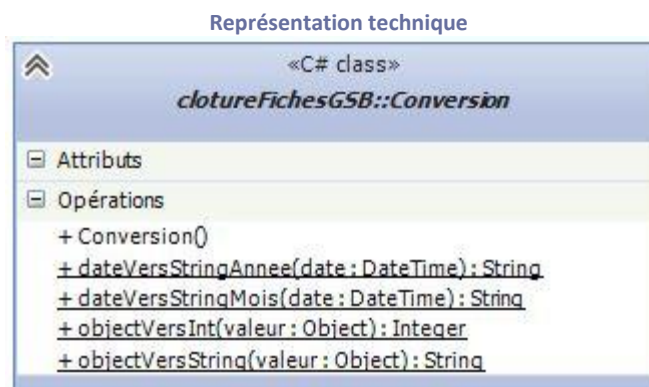 Représentation technique
«C# class»
clotureFichesGSB::Conversion
Attributs
Opérations
+ Conversion()
+ dateVersStringAnnee(date : DateTime) : String
+ dateVersStringMois(date : DateTime) : String
+ objectVersInt(valeur : Object) : Integer
+ objectVersString(valeur : Object) : String